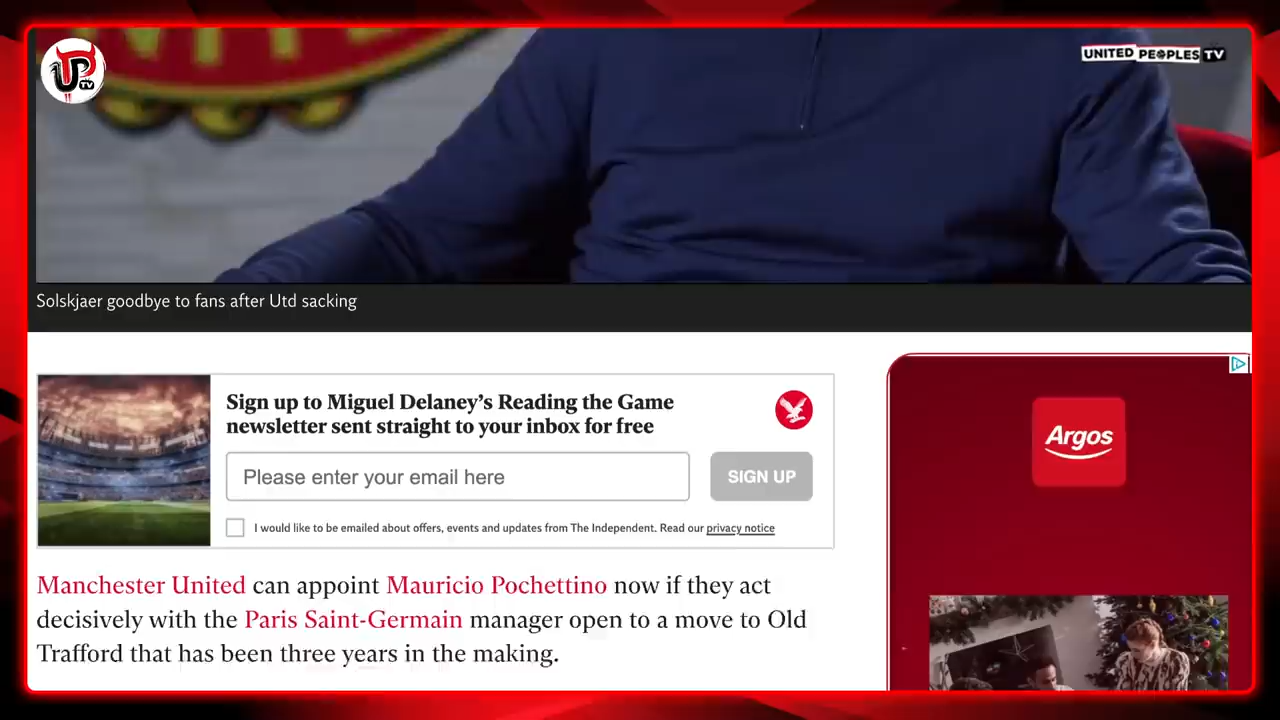 UP
TV
UNITED PEOPLES TV
Solskjaer goodbye to fans after Utd sacking
Sign up to Miguel Delaney's Reading the Game
newsletter sent straight to your inbox for free
Please enter your email here
SIGN UP
I would like to be emailed about offers, events and updates from The Independent. Read our privacy notice
Argos
Manchester United can appoint Mauricio Pochettino now if they act
decisively with the Paris Saint-Germain manager open to a move to Old
Trafford that has been three years in the making.